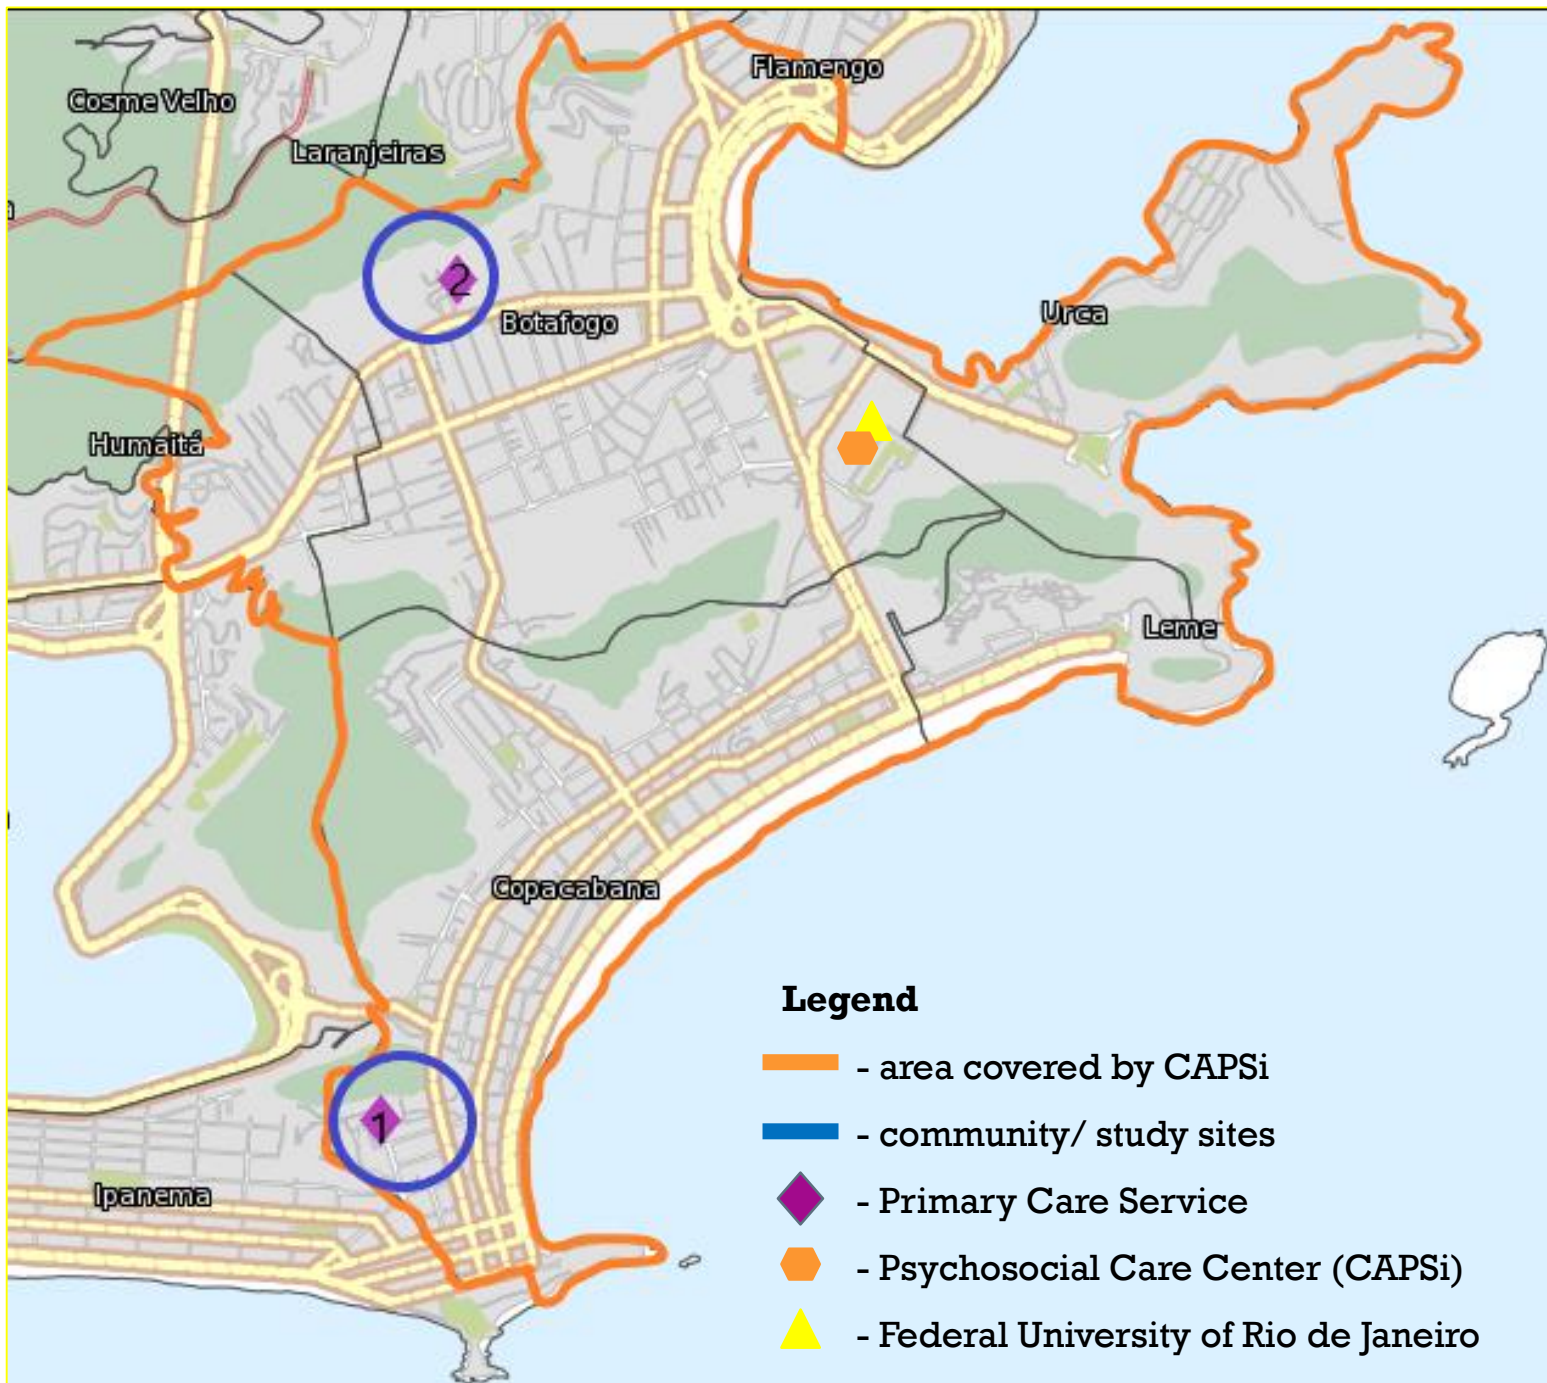 Flamengo
Cosme Velho
Laranjeiras
2
Urca
Botafogo
Humaitá
Leme
Copacabana
Legend
- area covered by CAPSi
- community/ study sites
1
Ipanema
- Primary Care Service
- Psychosocial Care Center (CAPSi)
- Federal University of Rio de Janeiro